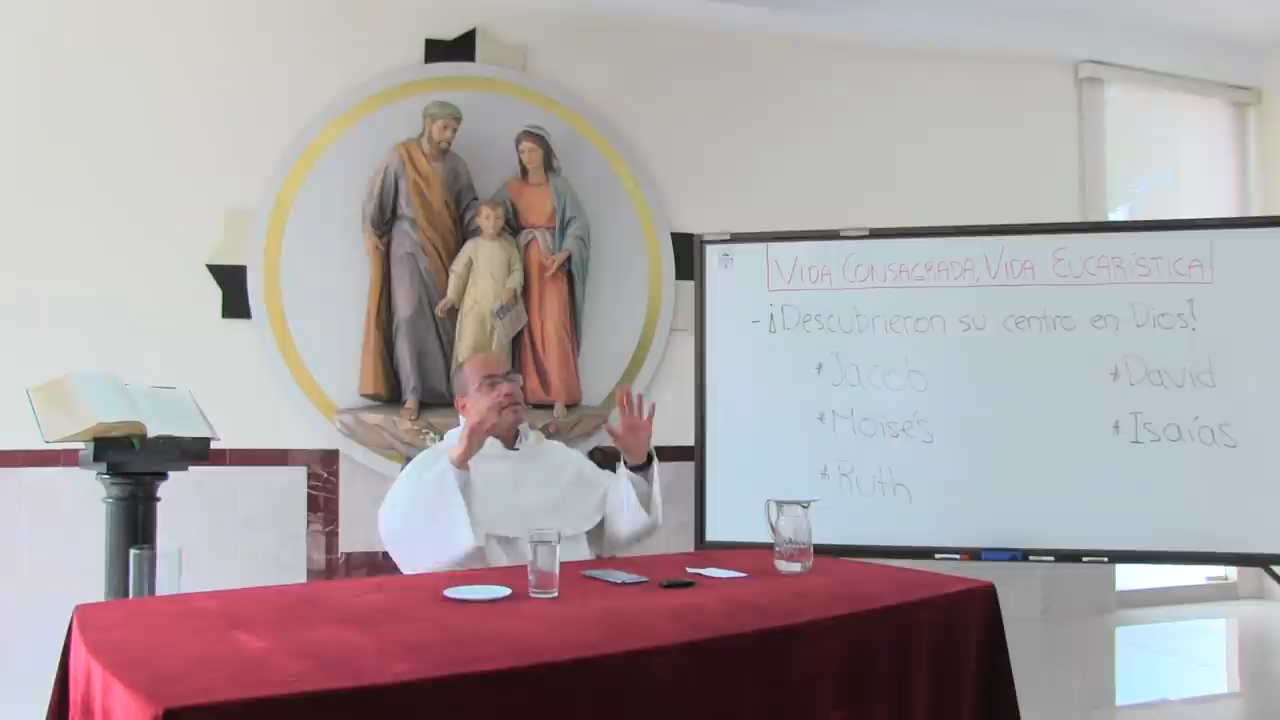 VIDA CONSAGRADA, VIDA EUCARÍSTICA
- ¡Descubrieron su centro en Dios!
*Jacob *David
*Moisés *Isaías
*Ruth